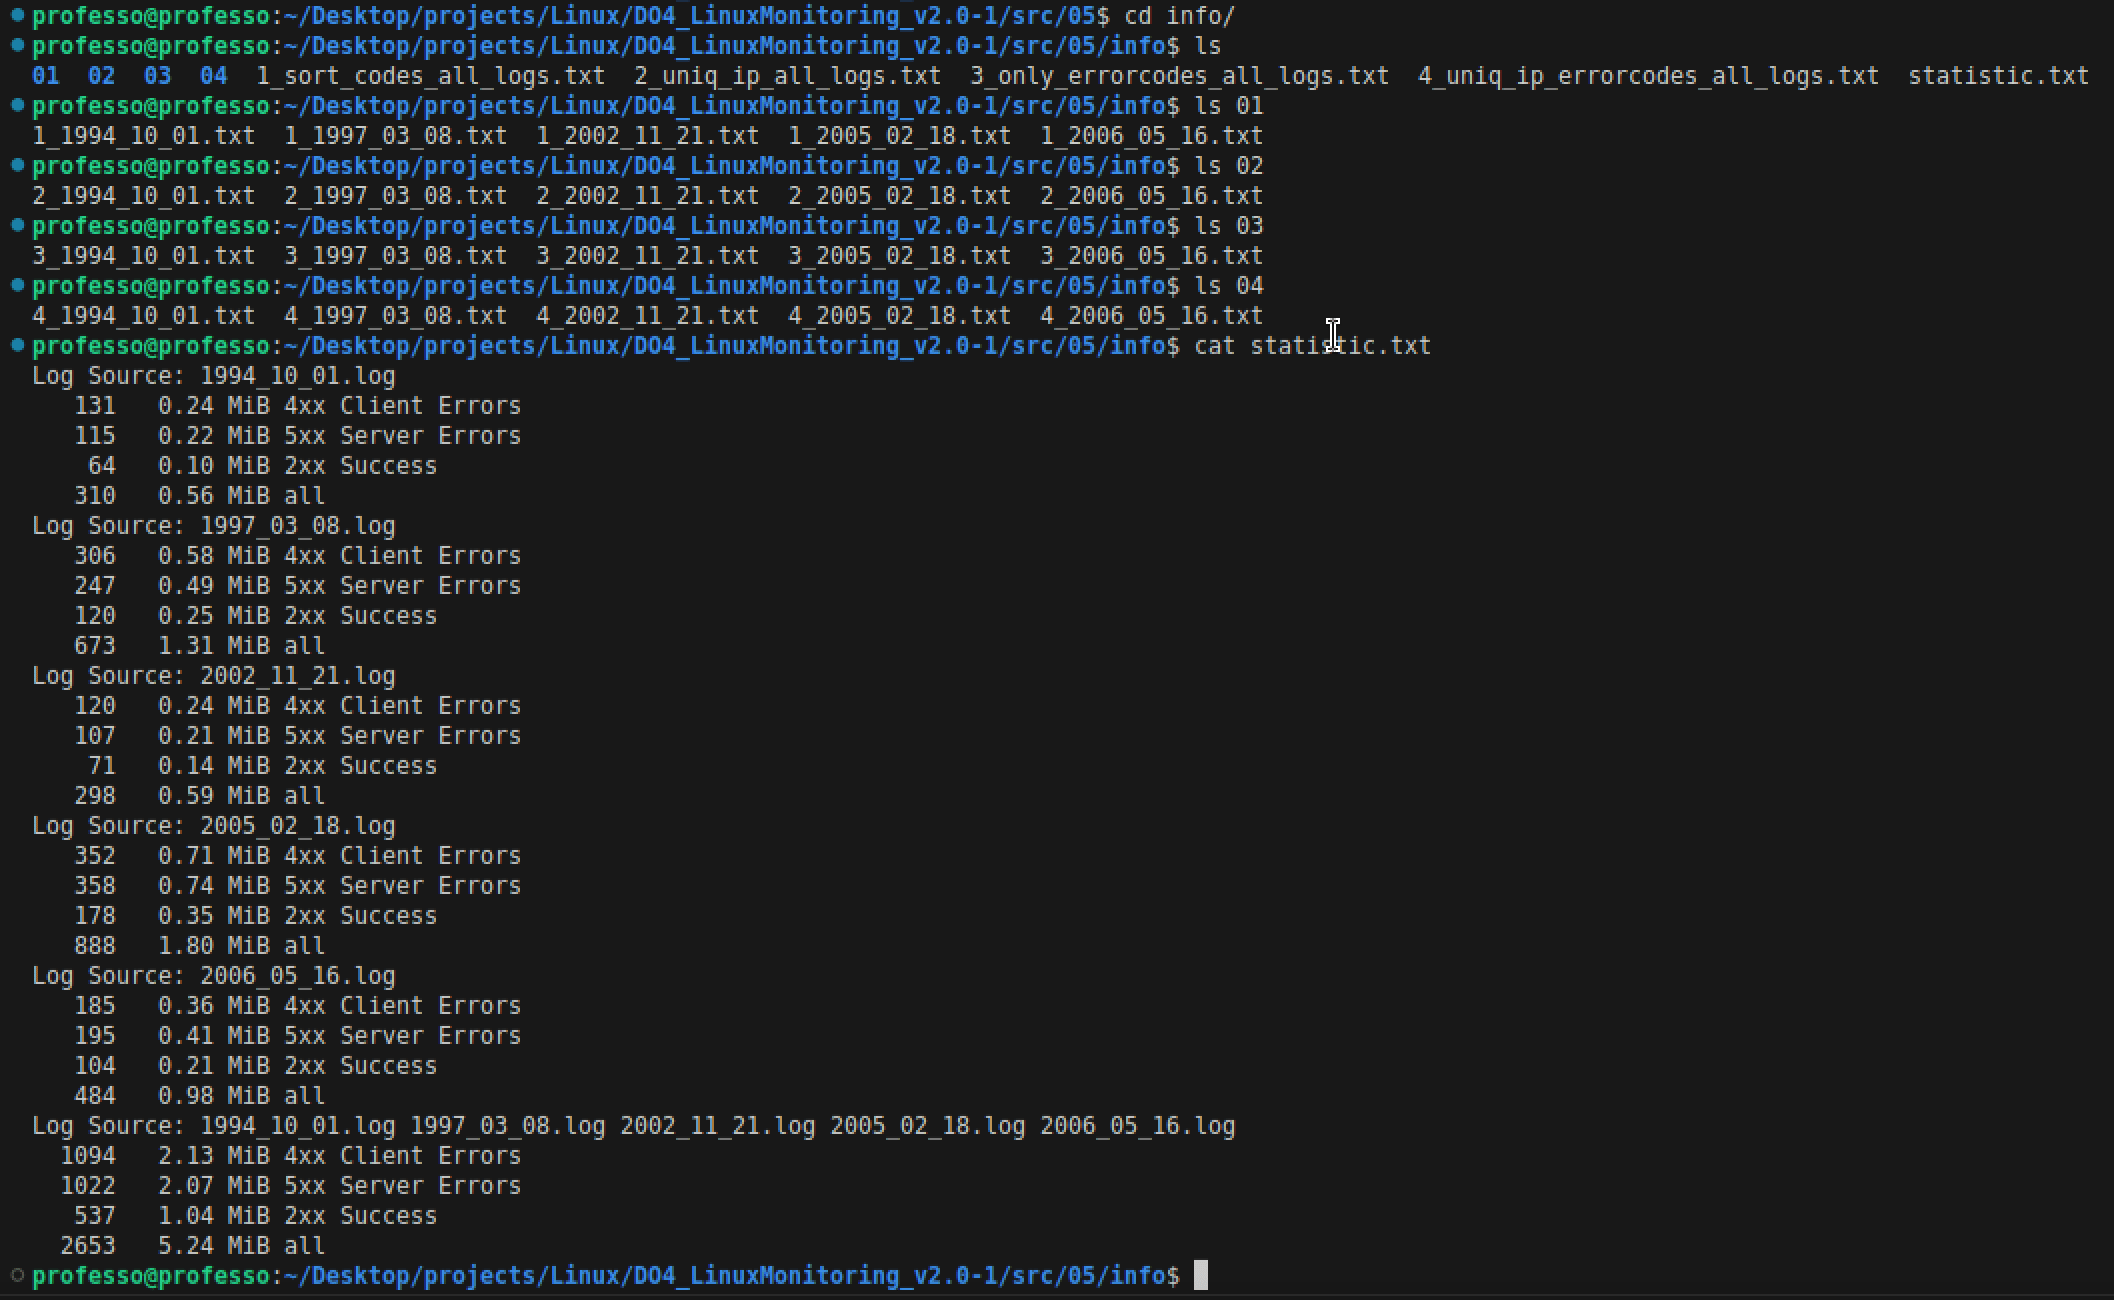 professo@professo:~/Desktop/projects/Linux/DO4_LinuxMonitoring_v2.0-1/src/05$ cd info/
professo@professo:~/Desktop/projects/Linux/DO4_LinuxMonitoring_v2.0-1/src/05/info$ ls
01  02  03  04  1_sort_codes_all_logs.txt  2_uniq_ip_all_logs.txt  3_only_errorcodes_all_logs.txt  4_uniq_ip_errorcodes_all_logs.txt  statistic.txt
professo@professo:~/Desktop/projects/Linux/DO4_LinuxMonitoring_v2.0-1/src/05/info$ ls 01
1_1994_10_01.txt  1_1997_03_08.txt  1_2002_11_21.txt  1_2005_02_18.txt  1_2006_05_16.txt
professo@professo:~/Desktop/projects/Linux/DO4_LinuxMonitoring_v2.0-1/src/05/info$ ls 02
2_1994_10_01.txt  2_1997_03_08.txt  2_2002_11_21.txt  2_2005_02_18.txt  2_2006_05_16.txt
professo@professo:~/Desktop/projects/Linux/DO4_LinuxMonitoring_v2.0-1/src/05/info$ ls 03
3_1994_10_01.txt  3_1997_03_08.txt  3_2002_11_21.txt  3_2005_02_18.txt  3_2006_05_16.txt
professo@professo:~/Desktop/projects/Linux/DO4_LinuxMonitoring_v2.0-1/src/05/info$ ls 04
4_1994_10_01.txt  4_1997_03_08.txt  4_2002_11_21.txt  4_2005_02_18.txt  4_2006_05_16.txt
professo@professo:~/Desktop/projects/Linux/DO4_LinuxMonitoring_v2.0-1/src/05/info$ cat statistic.txt
Log Source: 1994_10_01.log
   131   0.24 MiB 4xx Client Errors
   115   0.22 MiB 5xx Server Errors
    64   0.10 MiB 2xx Success
   310   0.56 MiB all
Log Source: 1997_03_08.log
   306   0.58 MiB 4xx Client Errors
   247   0.49 MiB 5xx Server Errors
   120   0.25 MiB 2xx Success
   673   1.31 MiB all
Log Source: 2002_11_21.log
   120   0.24 MiB 4xx Client Errors
   107   0.21 MiB 5xx Server Errors
    71   0.14 MiB 2xx Success
   298   0.59 MiB all
Log Source: 2005_02_18.log
   352   0.71 MiB 4xx Client Errors
   358   0.74 MiB 5xx Server Errors
   178   0.35 MiB 2xx Success
   888   1.80 MiB all
Log Source: 2006_05_16.log
   185   0.36 MiB 4xx Client Errors
   195   0.41 MiB 5xx Server Errors
   104   0.21 MiB 2xx Success
   484   0.98 MiB all
Log Source: 1994_10_01.log 1997_03_08.log 2002_11_21.log 2005_02_18.log 2006_05_16.log
  1094   2.13 MiB 4xx Client Errors
  1022   2.07 MiB 5xx Server Errors
   537   1.04 MiB 2xx Success
  2653   5.24 MiB all
professo@professo:~/Desktop/projects/Linux/DO4_LinuxMonitoring_v2.0-1/src/05/info$